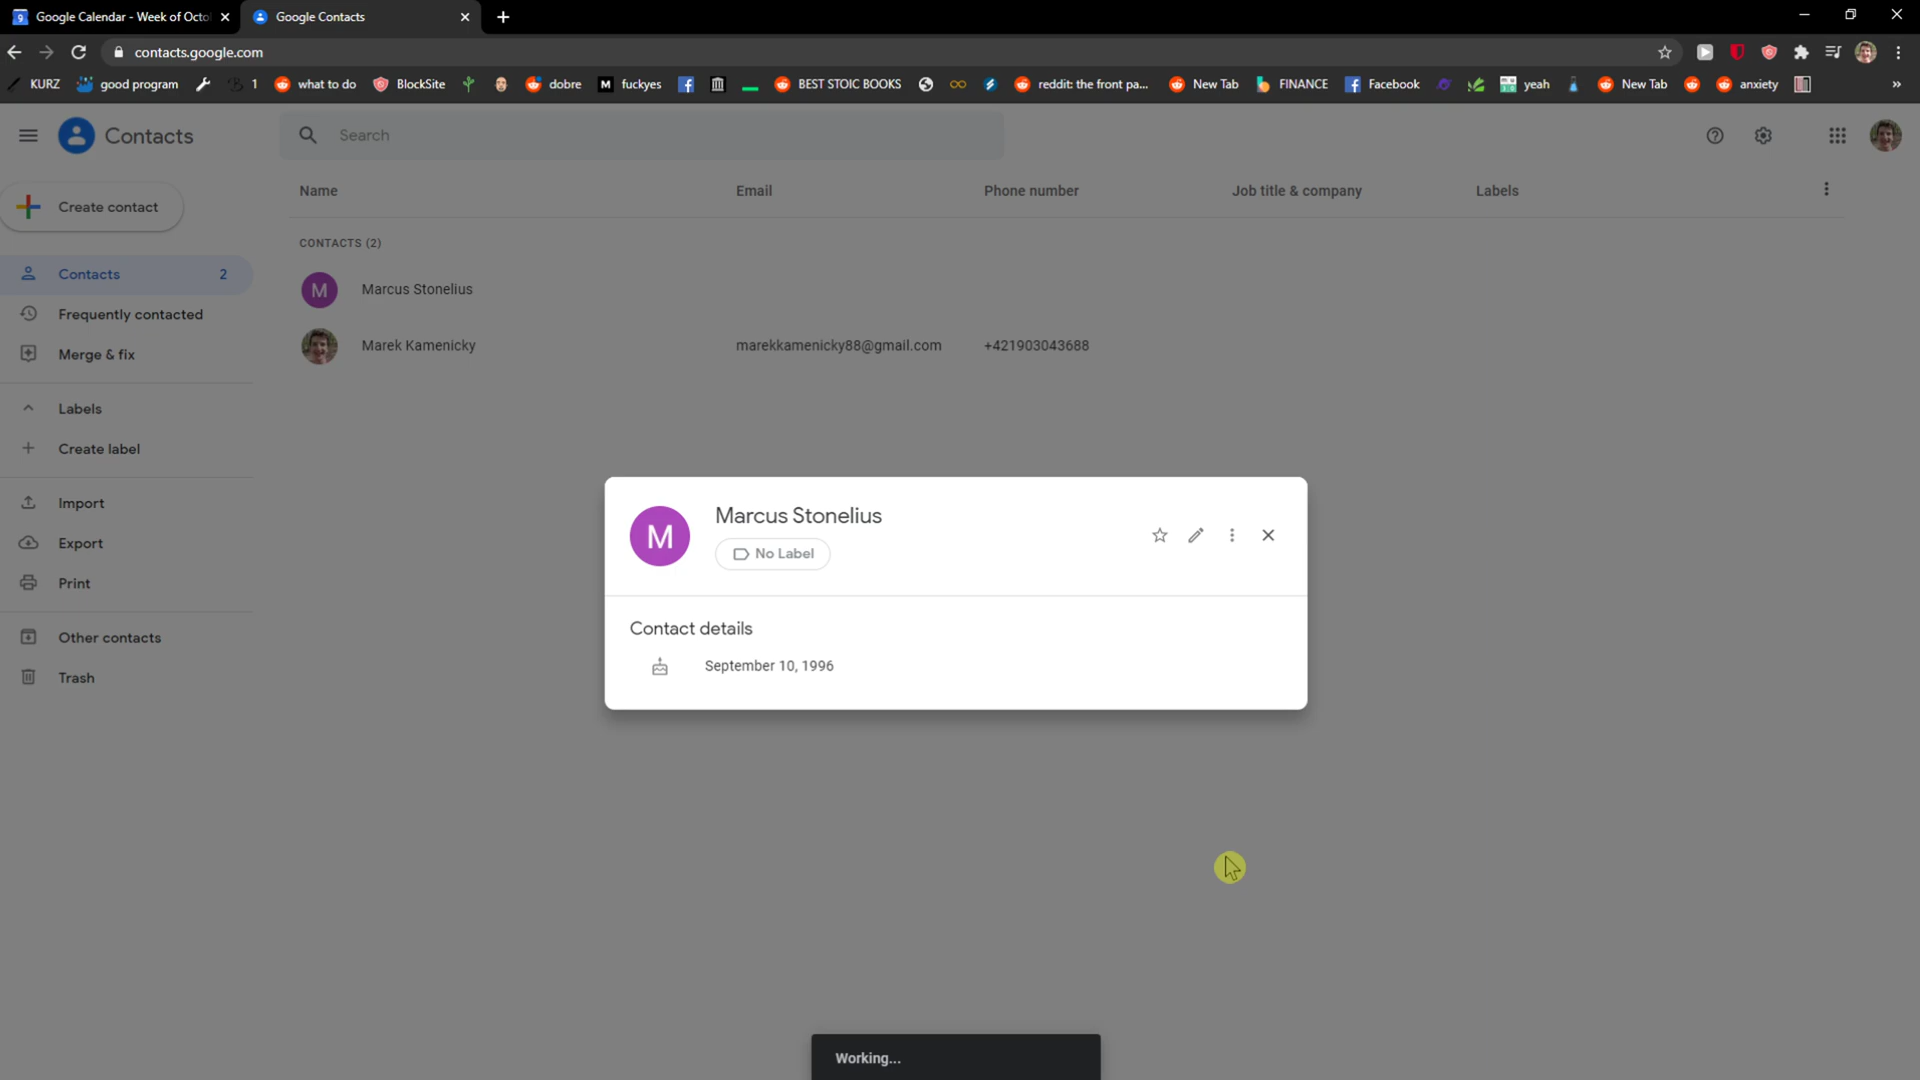 Google Calendar - Week of Octo
Google Contacts
contacts.google.com
KURZ
good program
1
what to do
BlockSite
dobre
M
fuckyes
BEST STOIC BOOKS
reddit: the front pa...
New Tab
FINANCE
Facebook
yeah
New Tab
anxiety
»
Contacts
Search
Create contact
Contacts 2
Frequently contacted
Merge & fix
Labels
Create label
Import
Export
Print
Other contacts
Trash
Name Email Phone number Job title & company Labels
CONTACTS (2)
M Marcus Stonelius
Marek Kamenicky marekkamenicky88@gmail.com +421903043688
M
Marcus Stonelius
No Label
Contact details
September 10, 1996
Working...